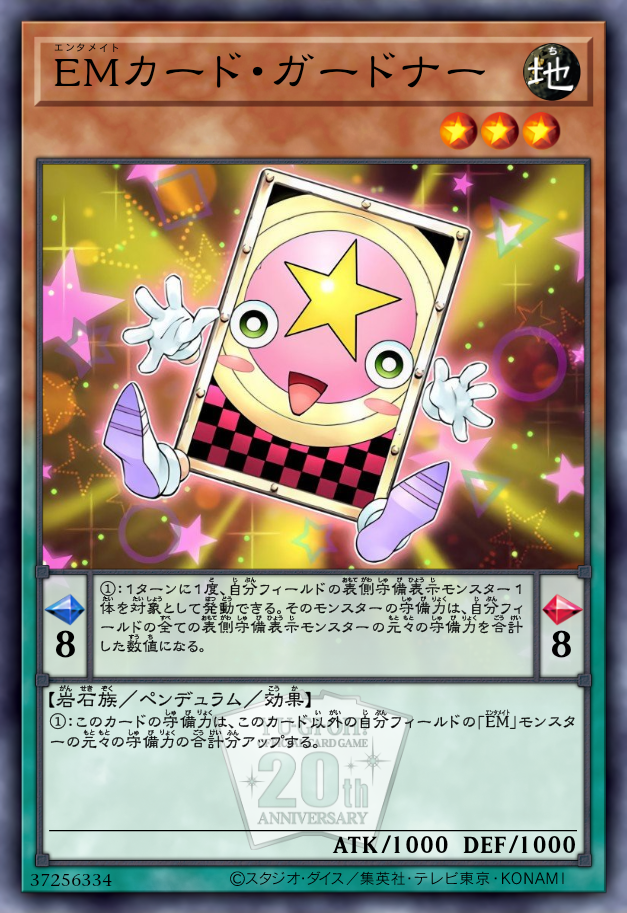 エンタメイト
EMカード・ガードナー
ち
地
8
①:1ターンに1度、自分フィールドの表側守備表示モンスター1
体を対象として発動できる。そのモンスターの守備力は、自分フィ
ールドの全ての表側守備表示モンスターの元々の守備力を合計
した数値になる。
8
【岩石族/ペンデュラム/効果】
①:このカードの守備力は、このカード以外の自分フィールドの「EM」モンスタ
ーの元々の守備力の合計分アップする。
Yu-Gi-Oh!
CARD GAME
20th
ANNIVERSARY
ATK/1000 DEF/1000
37256334
©スタジオ・ダイス/集英社・テレビ東京・KONAMI